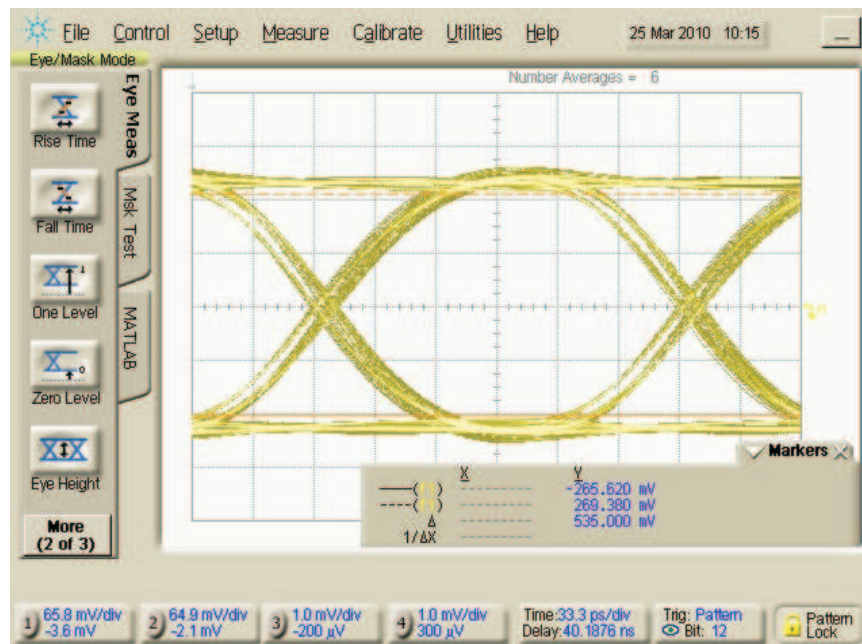 File Control Setup Measure Calibrate Utilities Help 25 Mar 2010 10:15
Eye/Mask Mode
Number Averages = 6
Eye Meas
Rise Time
Fall Time
Msk Test
One Level
MATLAB
Zero Level
Eye Height
More
(2 of 3)
Markers
X Y
-265.620 mV
269.380 mV
Δ 535.000 mV
1/ΔX
1 65.8 mV/div
-3.6 mV
2 64.9 mV/div
-2.1 mV
3 1.0 mV/div
-200 μV
4 1.0 mV/div
300 μV
Time:33.3 ps/div
Delay:40.1876 ns
Trig: Pattern
Bit: 12
Pattern
Lock